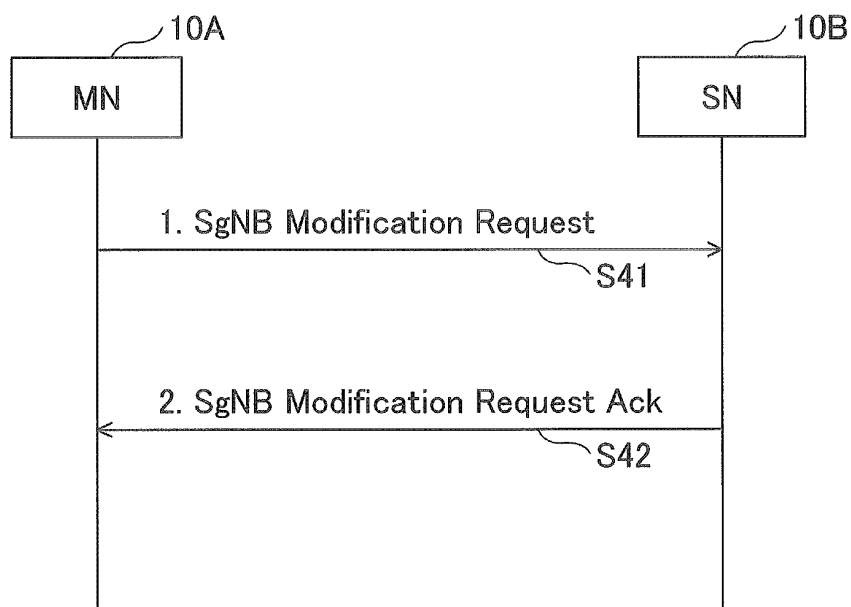 10A
10B
MN
SN
1. SgNB Modification Request
S41
2. SgNB Modification Request Ack
S42